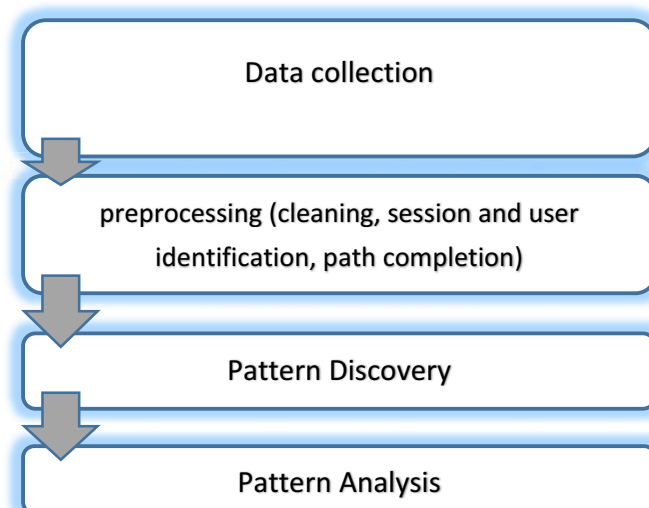 Data collection
preprocessing (cleaning, session and user
identification, path completion)
Pattern Discovery
Pattern Analysis